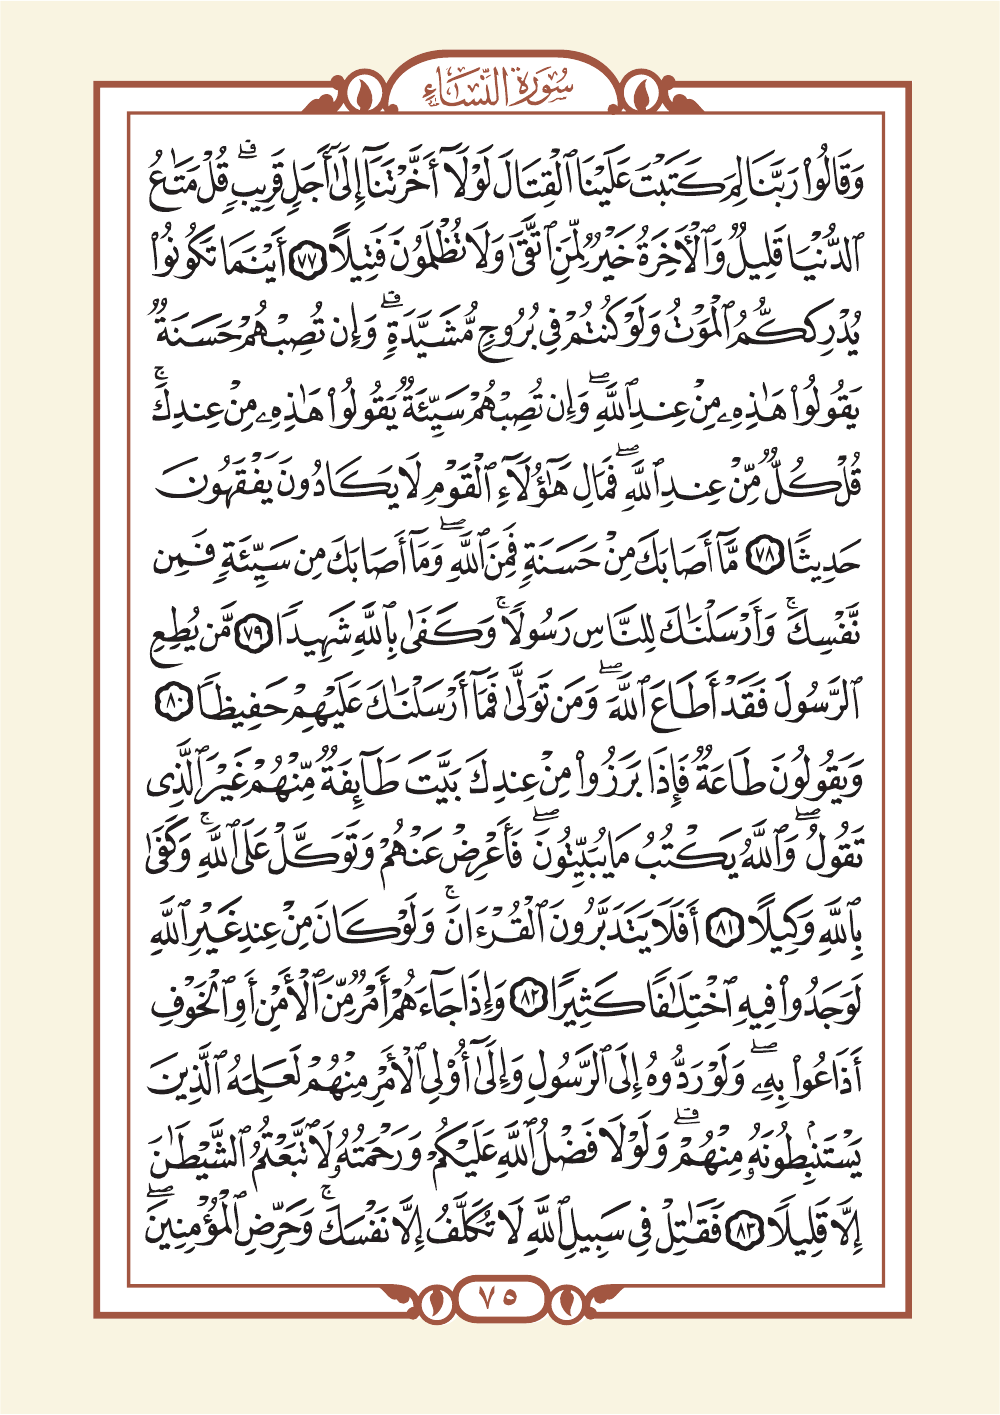 سُورَةُ النِّسَاءِ
وَقَالُوا۟ رَبَّنَا لِمَ كَتَبْتَ عَلَيْنَا ٱلْقِتَالَ لَوْلَآ أَخَّرْتَنَآ إِلَىٰٓ أَجَلٍ قَرِيبٍ ۗ قُلْ مَتَٰعُ
ٱلدُّنْيَا قَلِيلٌ وَٱلْأَخِرَةُ خَيْرٌ لِّمَنِ ٱتَّقَىٰ وَلَا تُظْلَمُونَ فَتِيلًا ٧٧ أَيْنَمَا تَكُونُوا۟
يُدْرِككُّمُ ٱلْمَوْتُ وَلَوْ كُنتُمْ فِى بُرُوجٍ مُّشَيَّدَةٍ ۗ وَإِن تُصِبْهُمْ حَسَنَةٌ
يَقُولُوا۟ هَٰذِهِۦ مِنْ عِندِ ٱللَّهِ ۖ وَإِن تُصِبْهُمْ سَيِّئَةٌ يَقُولُوا۟ هَٰذِهِۦ مِنْ عِندِكَ ۚ
قُلْ كُلٌّ مِّنْ عِندِ ٱللَّهِ ۖ فَمَالِ هَٰٓؤُلَآءِ ٱلْقَوْمِ لَا يَكَادُونَ يَفْقَهُونَ
حَدِيثًا ٧٨ مَّآ أَصَابَكَ مِنْ حَسَنَةٍ فَمِنَ ٱللَّهِ ۖ وَمَآ أَصَابَكَ مِن سَيِّئَةٍ فَمِن
نَّفْسِكَ ۚ وَأَرْسَلْنَٰكَ لِلنَّاسِ رَسُولًا ۚ وَكَفَىٰ بِٱللَّهِ شَهِيدًا ٧٩ مَّن يُطِعِ
ٱلرَّسُولَ فَقَدْ أَطَاعَ ٱللَّهَ ۖ وَمَن تَوَلَّىٰ فَمَآ أَرْسَلْنَٰكَ عَلَيْهِمْ حَفِيظًا ٨٠
وَيَقُولُونَ طَاعَةٌ فَإِذَا بَرَزُوا۟ مِنْ عِندِكَ بَيَّتَ طَآئِفَةٌ مِّنْهُمْ غَيْرَ ٱلَّذِى
تَقُولُ ۖ وَٱللَّهُ يَكْتُبُ مَا يُبَيِّتُونَ ۖ فَأَعْرِضْ عَنْهُمْ وَتَوَكَّلْ عَلَى ٱللَّهِ ۚ وَكَفَىٰ
بِٱللَّهِ وَكِيلًا ٨١ أَفَلَا يَتَدَبَّرُونَ ٱلْقُرْءَانَ ۚ وَلَوْ كَانَ مِنْ عِندِ غَيْرِ ٱللَّهِ
لَوَجَدُوا۟ فِيهِ ٱخْتِلَٰفًا كَثِيرًا ٨٢ وَإِذَا جَآءَهُمْ أَمْرٌ مِّنَ ٱلْأَمْنِ أَوِ ٱلْخَوْفِ
أَذَاعُوا۟ بِهِۦ ۖ وَلَوْ رَدُّوهُ إِلَى ٱلرَّسُولِ وَإِلَىٰٓ أُو۟لِى ٱلْأَمْرِ مِنْهُمْ لَعَلِمَهُ ٱلَّذِينَ
يَسْتَنۢبِطُونَهُۥ مِنْهُمْ ۗ وَلَوْلَا فَضْلُ ٱللَّهِ عَلَيْكُمْ وَرَحْمَتُهُۥ لَٱتَّبَعْتُمُ ٱلشَّيْطَٰنَ
إِلَّا قَلِيلًا ٨٣ فَقَٰتِلْ فِى سَبِيلِ ٱللَّهِ لَا تُكَلَّفُ إِلَّا نَفْسَكَ ۚ وَحَرِّضِ ٱلْمُؤْمِنِينَ ۖ
٧٥